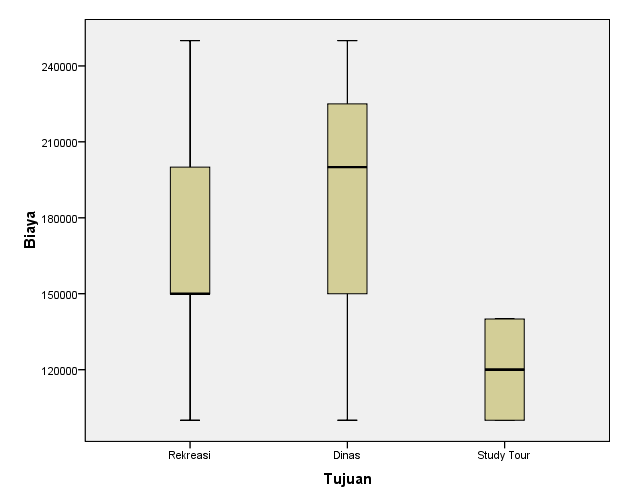 240000
210000
180000
150000
120000
Biaya
Rekreasi
Dinas
Study Tour
Tujuan